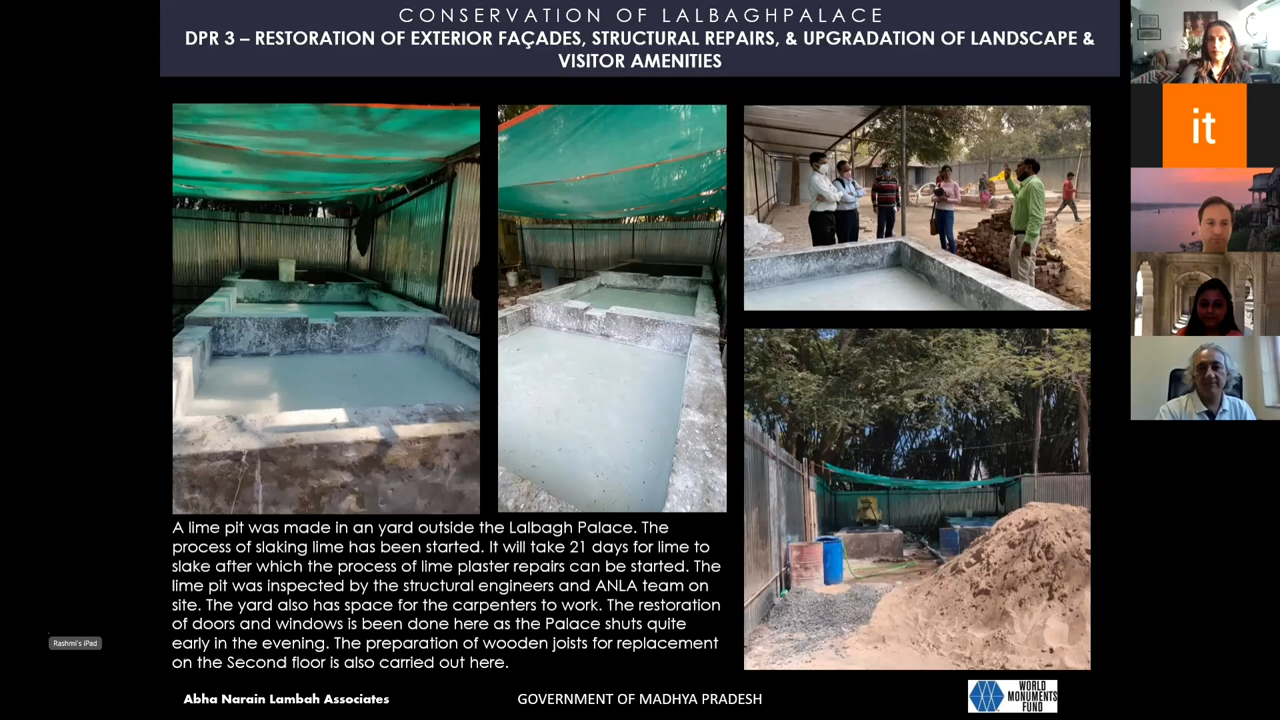 CONSERVATION OF LALBAGHPALACE
DPR 3 – RESTORATION OF EXTERIOR FAÇADES, STRUCTURAL REPAIRS, & UPGRADATION OF LANDSCAPE &
VISITOR AMENITIES
it
A lime pit was made in an yard outside the Lalbagh Palace. The
process of slaking lime has been started. It will take 21 days for lime to
slake after which the process of lime plaster repairs can be started. The
lime pit was inspected by the structural engineers and ANLA team on
site. The yard also has space for the carpenters to work. The restoration
of doors and windows is been done here as the Palace shuts quite
early in the evening. The preparation of wooden joists for replacement
on the Second floor is also carried out here.
Rashmi's iPad
Abha Narain Lambah Associates
GOVERNMENT OF MADHYA PRADESH
WORLD
MONUMENTS
FUND